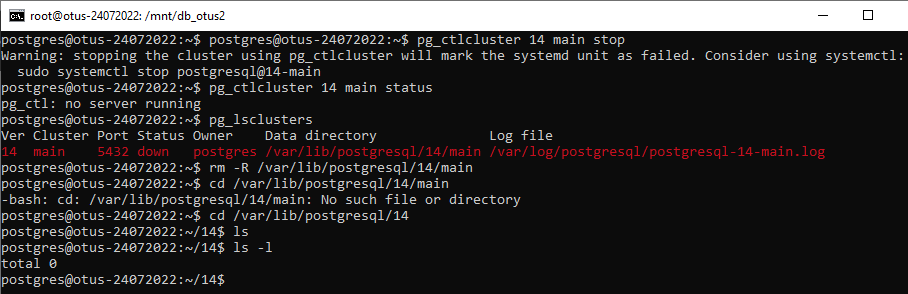 root@otus-24072022: /mnt/db_otus2
postgres@otus-24072022:~$ postgres@otus-24072022:~$ pg_ctlcluster 14 main stop
Warning: stopping the cluster using pg_ctlcluster will mark the systemd unit as failed. Consider using systemctl:
  sudo systemctl stop postgresql@14-main
postgres@otus-24072022:~$ pg_ctlcluster 14 main status
pg_ctl: no server running
postgres@otus-24072022:~$ pg_lsclusters
Ver Cluster Port Status Owner    Data directory              Log file
14  main    5432 down   postgres /var/lib/postgresql/14/main /var/log/postgresql/postgresql-14-main.log
postgres@otus-24072022:~$ rm -R /var/lib/postgresql/14/main
postgres@otus-24072022:~$ cd /var/lib/postgresql/14/main
-bash: cd: /var/lib/postgresql/14/main: No such file or directory
postgres@otus-24072022:~$ cd /var/lib/postgresql/14
postgres@otus-24072022:~/14$ ls
postgres@otus-24072022:~/14$ ls -l
total 0
postgres@otus-24072022:~/14$